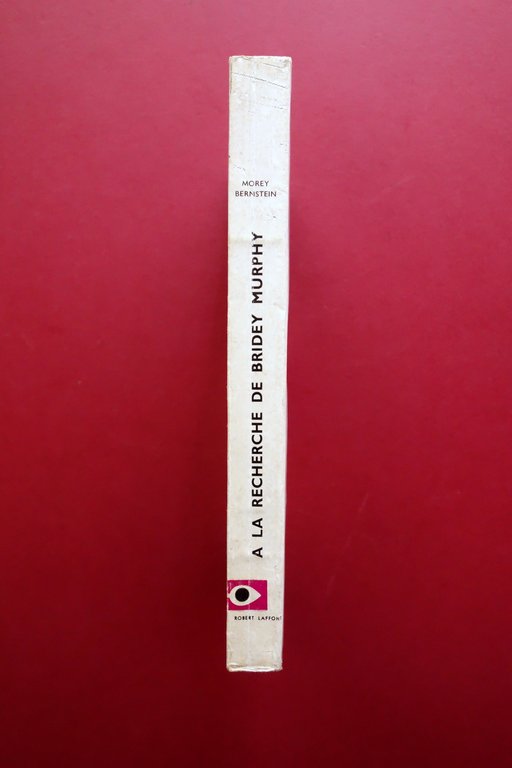 MOREY
BERNSTEIN
A LA RECHERCHE DE BRIDEY MURPHY
ROBERT LAFFONT